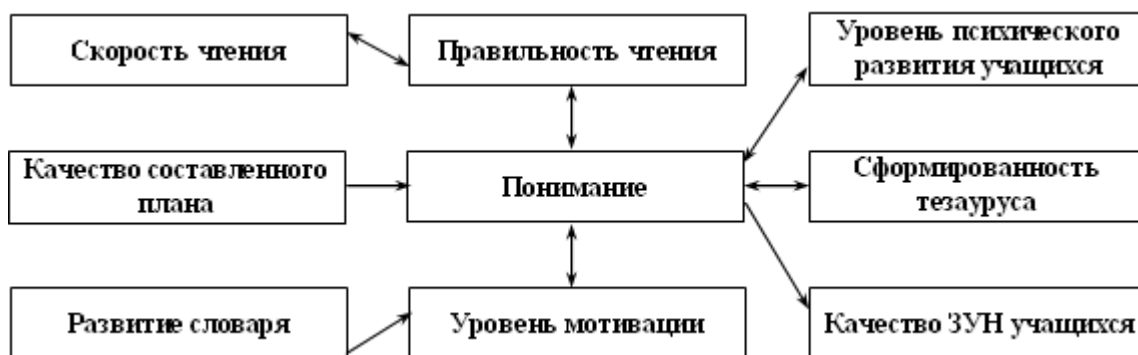 Скорость чтения
Правильность чтения
Уровень психического
развития учащихся
Качество составленного
плана
Понимание
Сформированность
тезауруса
Развитие словаря
Уровень мотивации
Качество ЗУН учащихся